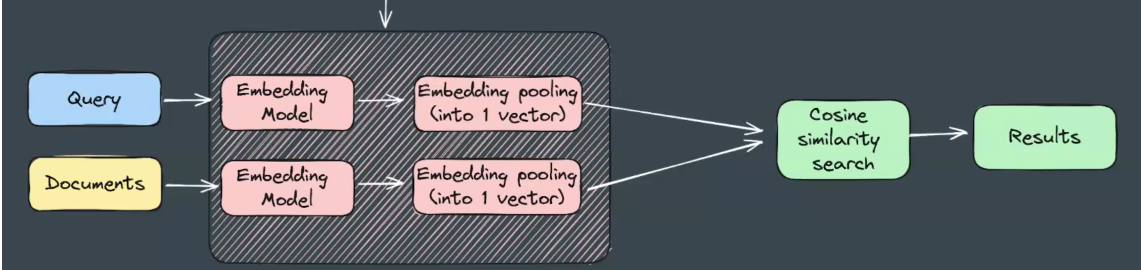 Query
Embedding
Model
Embedding pooling
(into 1 vector)
Cosine
similarity
search
Results
Documents
Embedding
Model
Embedding pooling
(into 1 vector)